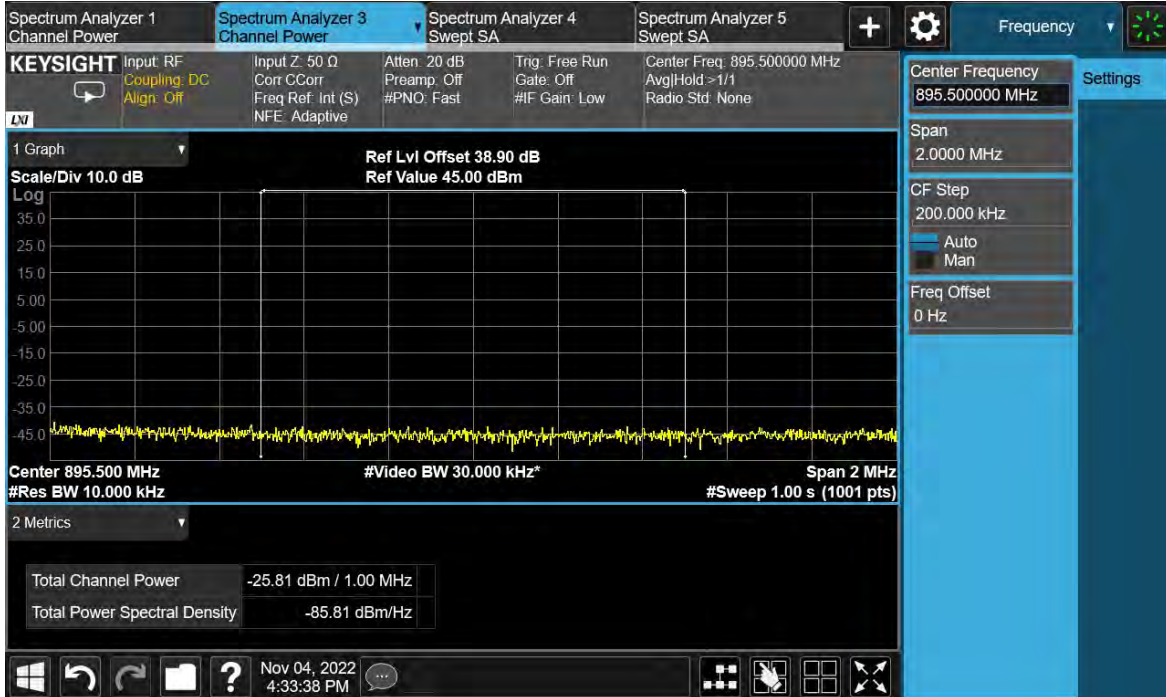 Spectrum Analyzer 1
Channel Power
Spectrum Analyzer 3
Channel Power
Spectrum Analyzer 4
Swept SA
Spectrum Analyzer 5
Swept SA
+
Frequency
KEYSIGHT
LXI
Input: RF
Coupling: DC
Align: Off
Input Z: 50 Ω
Corr CCorr
Freq Ref: Int (S)
NFE: Adaptive
Atten: 20 dB
Preamp: Off
#PNO: Fast
Trig: Free Run
Gate: Off
#IF Gain: Low
Center Freq: 895.500000 MHz
Avg|Hold:>1/1
Radio Std: None
Center Frequency
895.500000 MHz
Settings
Span
2.0000 MHz
CF Step
200.000 kHz
Auto
Man
Freq Offset
0 Hz
1 Graph
Scale/Div 10.0 dB
Ref Lvl Offset 38.90 dB
Ref Value 45.00 dBm
Log
35.0
25.0
15.0
5.00
-5.00
-15.0
-25.0
-35.0
-45.0
Center 895.500 MHz
#Video BW 30.000 kHz*
Span 2 MHz
#Res BW 10.000 kHz
#Sweep 1.00 s (1001 pts)
2 Metrics
Total Channel Power -25.81 dBm / 1.00 MHz
Total Power Spectral Density -85.81 dBm/Hz
?
Nov 04, 2022
4:33:38 PM